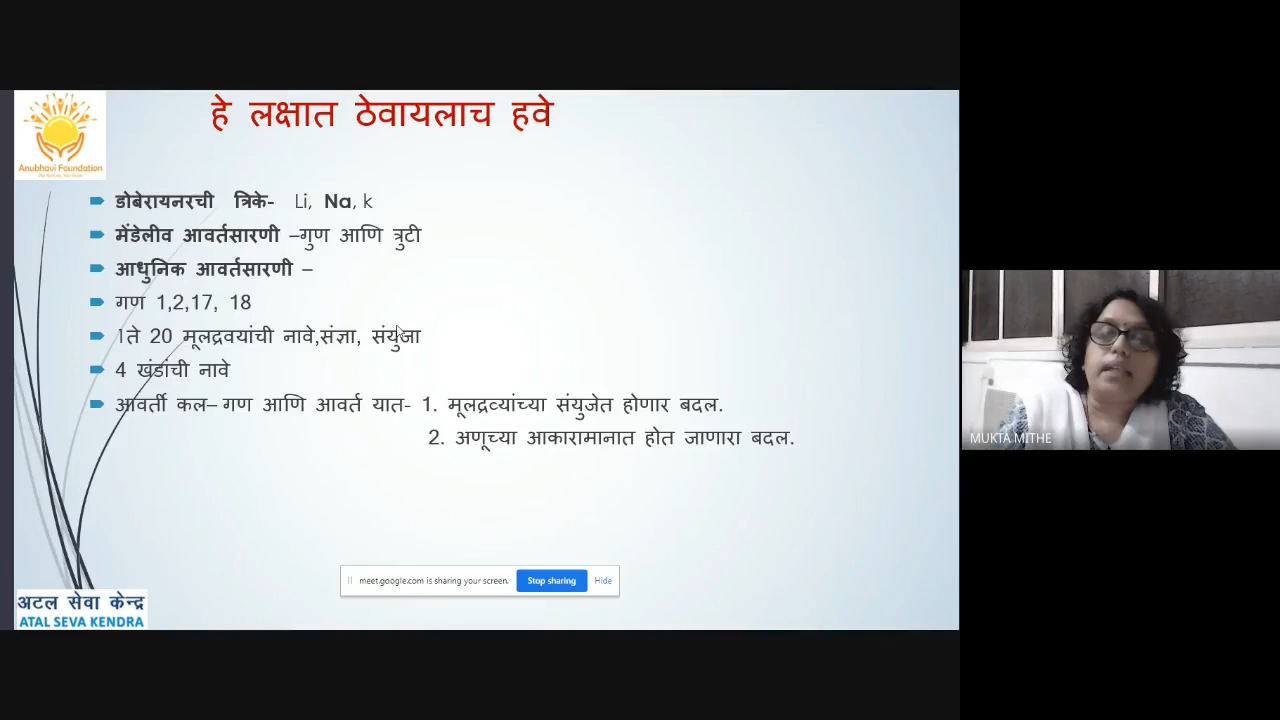 हे लक्षात ठेवायलाच हवे
Anubhavi Foundation
डोबेरायनरची त्रिके- Li, Na, k
मेंडेलीव आवर्तसारणी –गुण आणि त्रुटी
आधुनिक आवर्तसारणी –
गण 1,2,17, 18
1ते 20 मूलद्रवयांची नावे,संज्ञा, संयुजा
4 खंडांची नावे
आवर्ती कल– गण आणि आवर्त यात- 1. मूलद्रव्यांच्या संयुजेत होणार बदल.
2. अणूच्या आकारामानात होत जाणारा बदल.
MUKTA MITHE
meet.google.com is sharing your screen. Stop sharing Hide
अटल सेवा केन्द्र
ATAL SEVA KENDRA